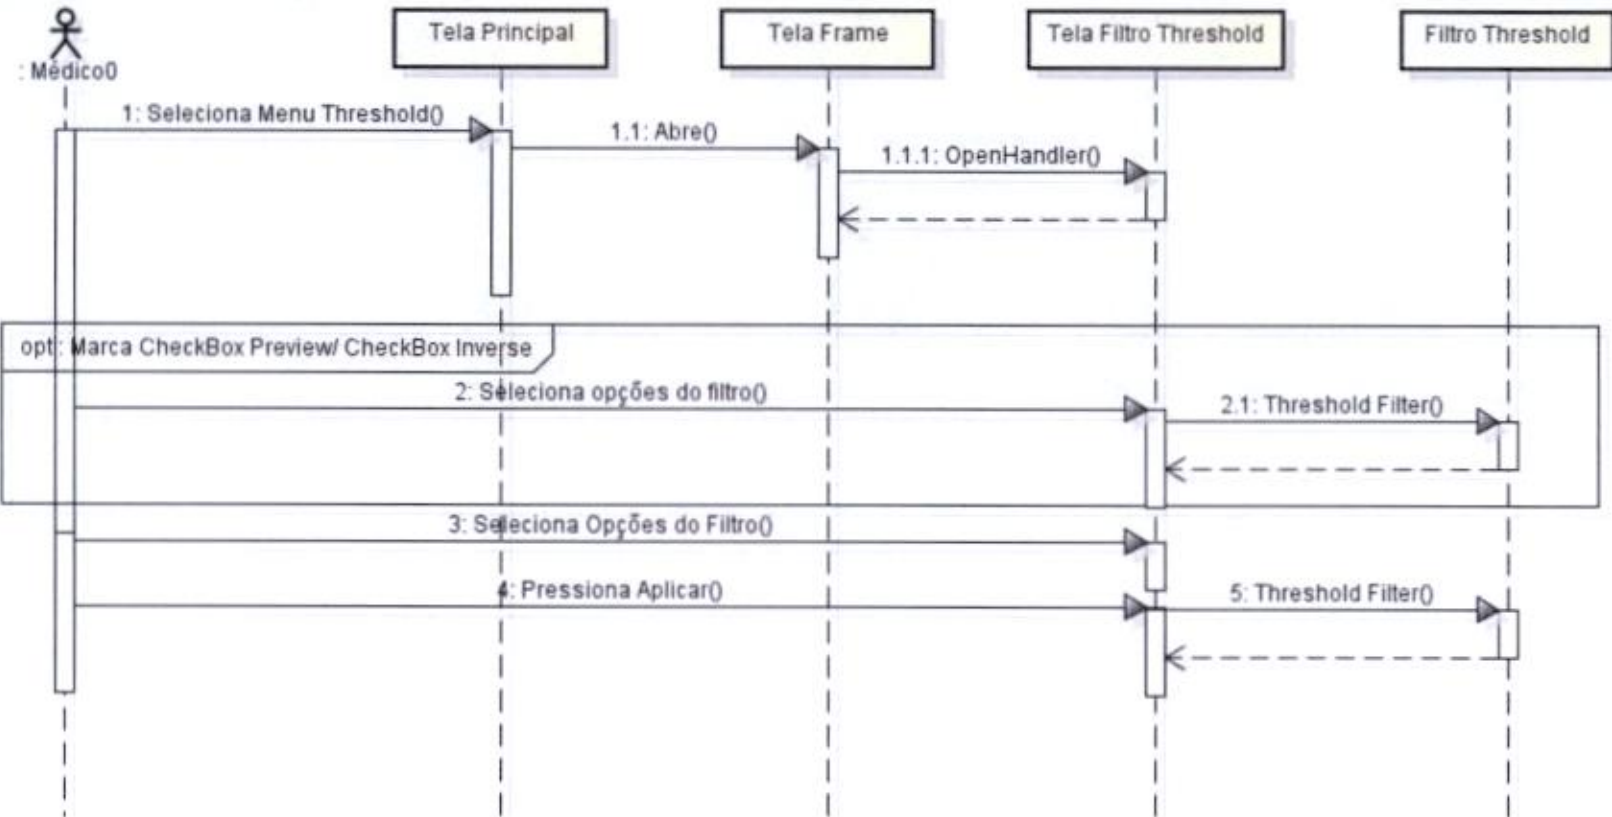 : Médico0
Tela Principal
Tela Frame
Tela Filtro Threshold
Filtro Threshold
1: Seleciona Menu Threshold()
1.1: Abre()
1.1.1: OpenHandler()
opt : Marca CheckBox Preview/ CheckBox Inverse
2: Seleciona opções do filtro()
2.1: Threshold Filter()
3: Seleciona Opções do Filtro()
4: Pressiona Aplicar()
5: Threshold Filter()